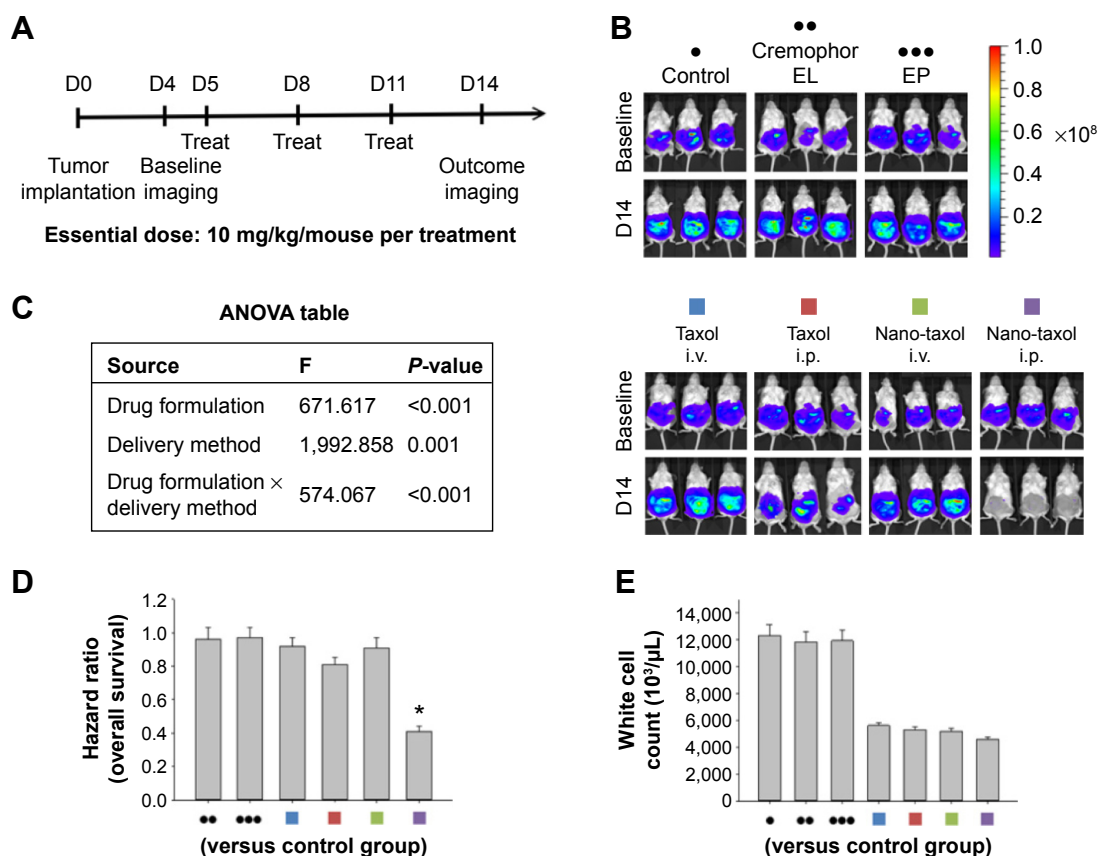 A
D0 D4 D5 D8 D11 D14
Treat Treat Treat
Tumor implantation
Baseline imaging
Outcome imaging
Essential dose: 10 mg/kg/mouse per treatment
B
•
Control
••
Cremophor
EL
•••
EP
Baseline
D14
1.0
0.8
0.6
0.4
0.2
×10⁸
Taxol
i.v.
Taxol
i.p.
Nano-taxol
i.v.
Nano-taxol
i.p.
Baseline
D14
C
ANOVA table
Source F P-value
Drug formulation 671.617 <0.001
Delivery method 1,992.858 0.001
Drug formulation ×
delivery method 574.067 <0.001
D
Hazard ratio
(overall survival)
1.2
1.0
0.8
0.6
0.4
0.2
0.0
*
•• •••
(versus control group)
E
White cell
count (10³/µL)
14,000
12,000
10,000
8,000
6,000
4,000
2,000
0
• •• •••
(versus control group)